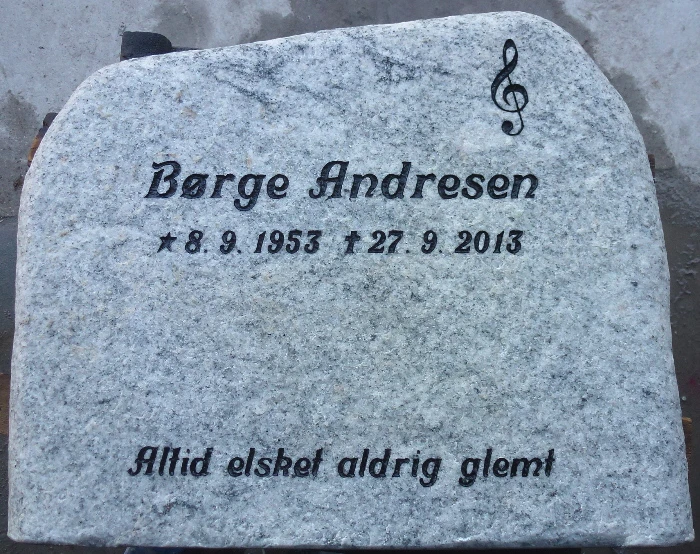 Børge Andresen
★ 8. 9. 1953 ✝ 27. 9. 2013
Altid elsket aldrig glemt